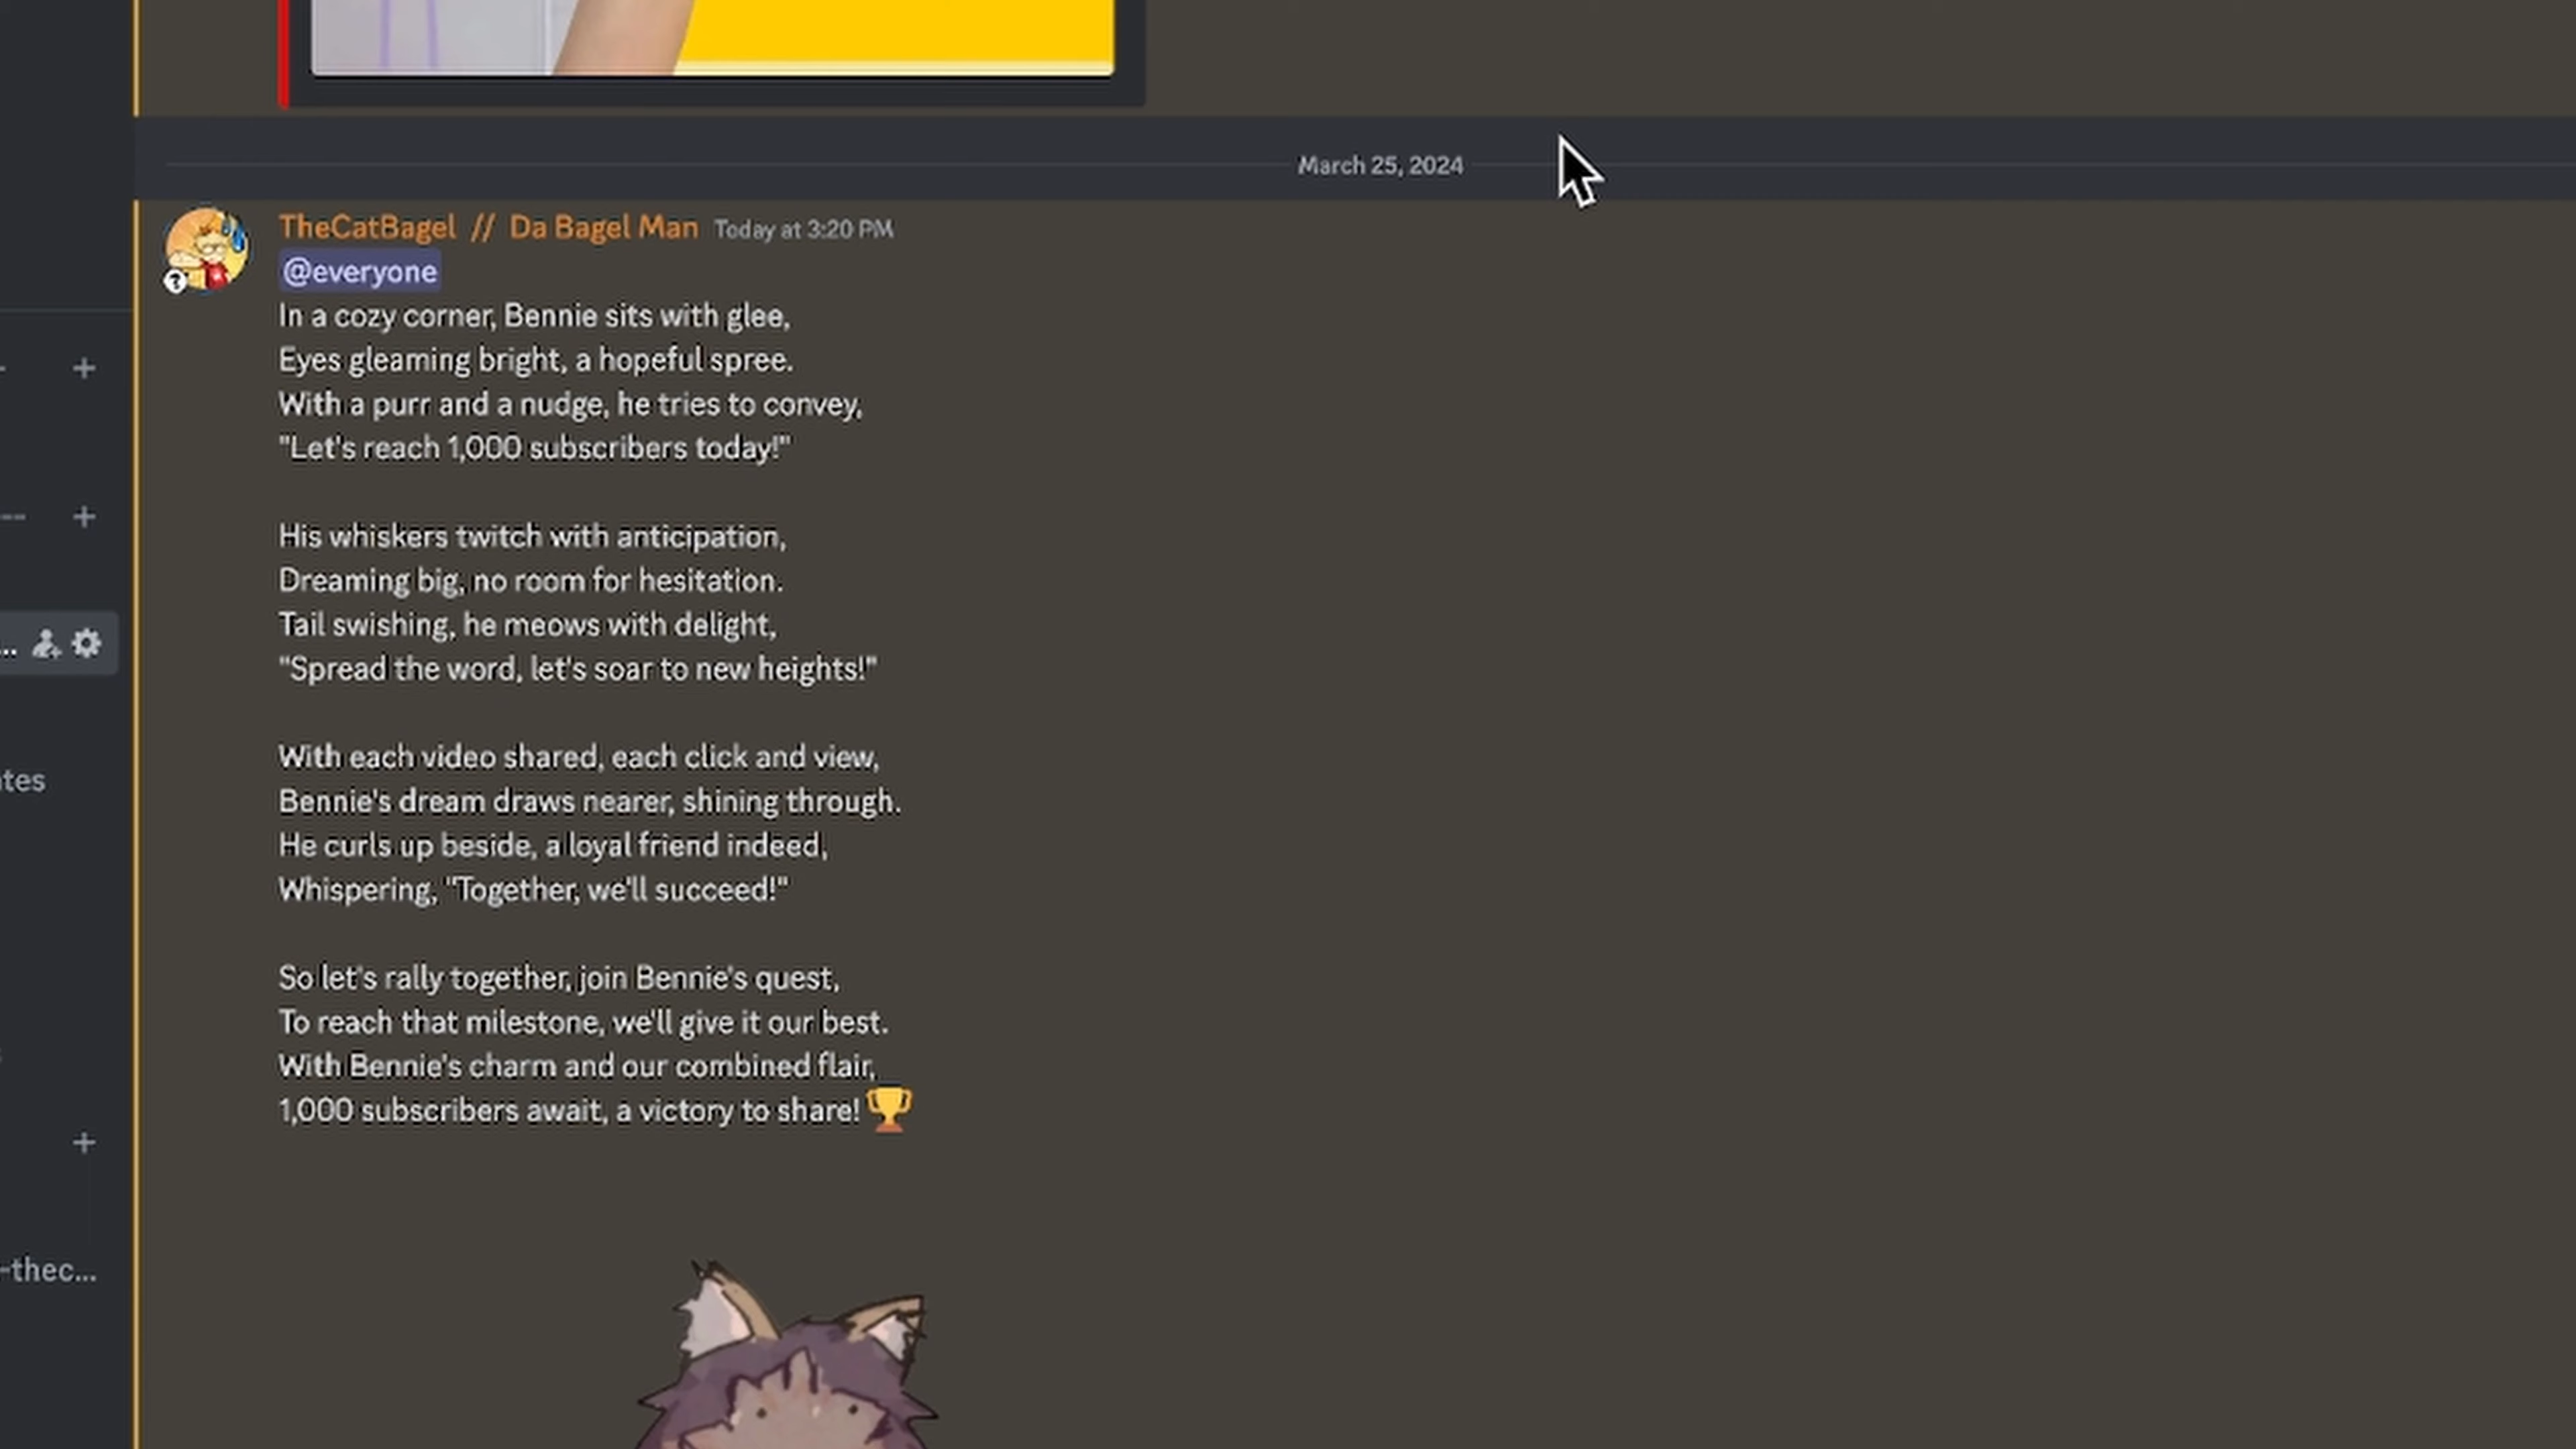 March 25, 2024
TheCatBagel // Da Bagel Man Today at 3:20 PM
@everyone
In a cozy corner, Bennie sits with glee,
Eyes gleaming bright, a hopeful spree.
With a purr and a nudge, he tries to convey,
"Let's reach 1,000 subscribers today!"
His whiskers twitch with anticipation,
Dreaming big, no room for hesitation.
Tail swishing, he meows with delight,
"Spread the word, let's soar to new heights!"
With each video shared, each click and view,
Bennie's dream draws nearer, shining through.
He curls up beside, a loyal friend indeed,
Whispering, "Together, we'll succeed!"
So let's rally together, join Bennie's quest,
To reach that milestone, we'll give it our best.
With Bennie's charm and our combined flair,
1,000 subscribers await, a victory to share! 🏆
...
-thec...